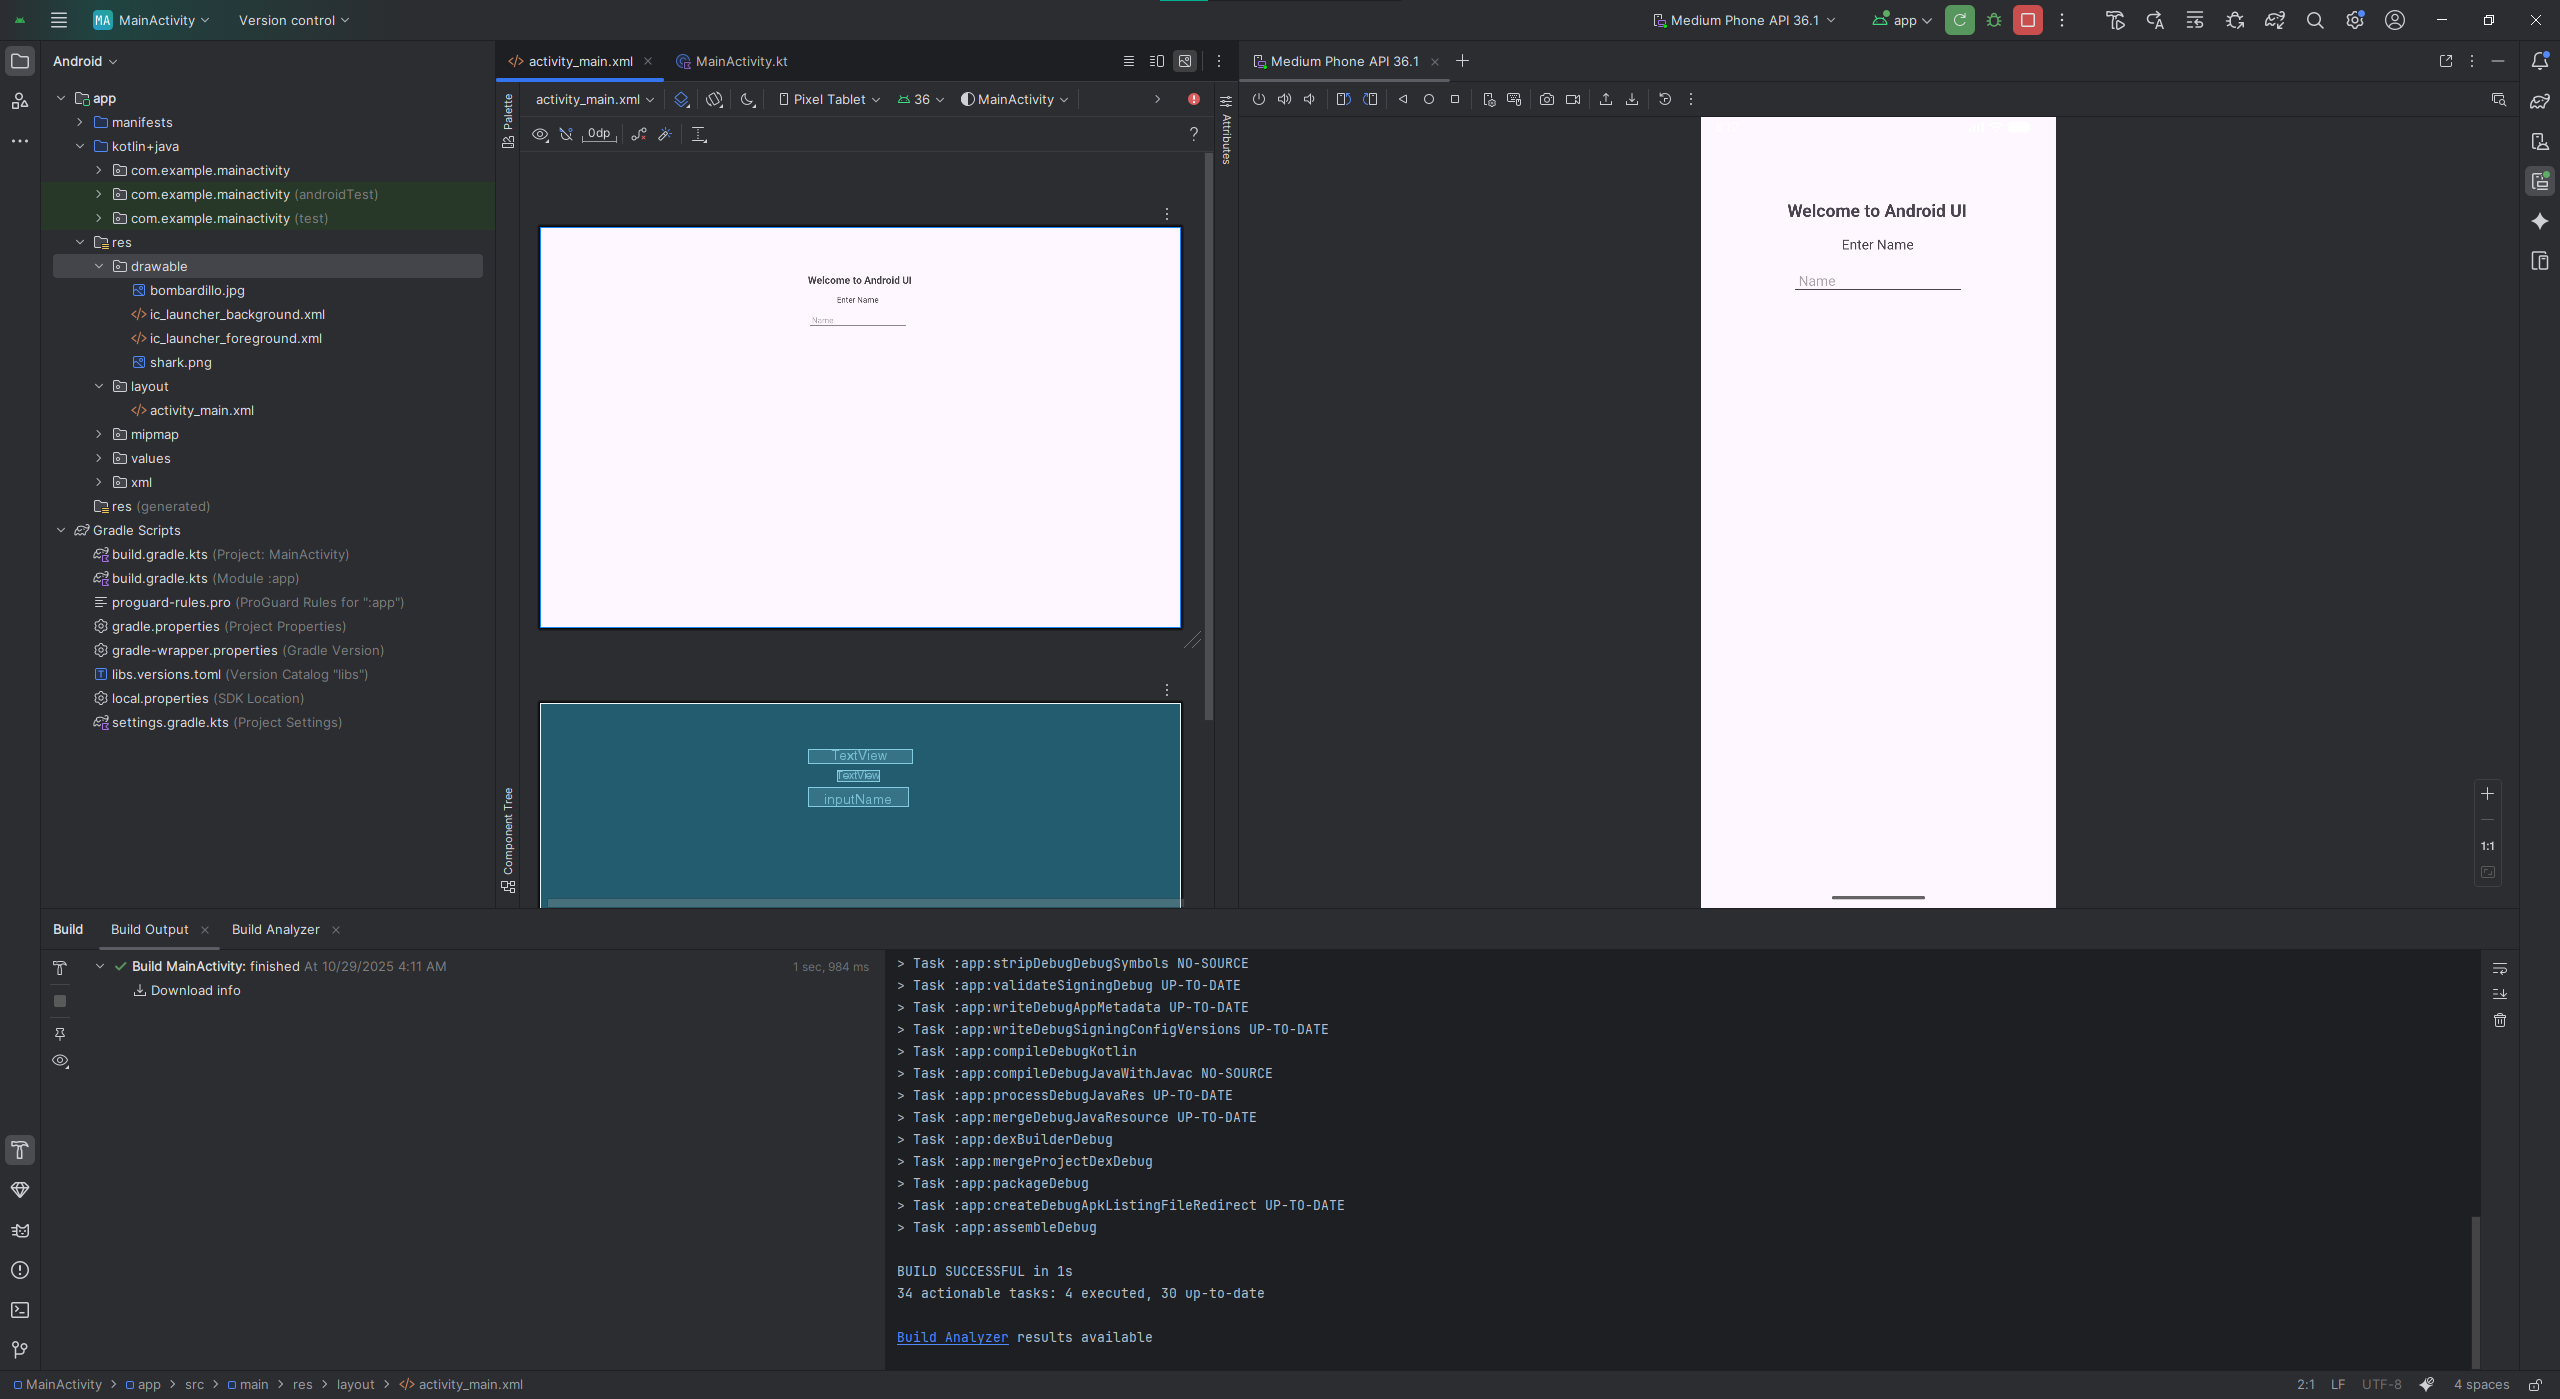 MA MainActivity Version control Medium Phone API 36.1 app
Android
app
manifests
kotlin+java
com.example.mainactivity
com.example.mainactivity (androidTest)
com.example.mainactivity (test)
res
drawable
bombardillo.jpg
ic_launcher_background.xml
ic_launcher_foreground.xml
shark.png
layout
activity_main.xml
mipmap
values
xml
res (generated)
Gradle Scripts
build.gradle.kts (Project: MainActivity)
build.gradle.kts (Module :app)
proguard-rules.pro (ProGuard Rules for ":app")
gradle.properties (Project Properties)
gradle-wrapper.properties (Gradle Version)
libs.versions.toml (Version Catalog "libs")
local.properties (SDK Location)
settings.gradle.kts (Project Settings)
activity_main.xml MainActivity.kt
Palette
activity_main.xml Pixel Tablet 36 MainActivity
0dp ?
Attributes
Welcome to Android UI
Enter Name
Name
TextView
TextView
inputName
Component Tree
Medium Phone API 36.1
Welcome to Android UI
Enter Name
Name
1:1
Build Build Output Build Analyzer
Build MainActivity: finished At 10/29/2025 4:11 AM 1 sec, 984 ms
Download info
> Task :app:stripDebugDebugSymbols NO-SOURCE
> Task :app:validateSigningDebug UP-TO-DATE
> Task :app:writeDebugAppMetadata UP-TO-DATE
> Task :app:writeDebugSigningConfigVersions UP-TO-DATE
> Task :app:compileDebugKotlin
> Task :app:compileDebugJavaWithJavac NO-SOURCE
> Task :app:processDebugJavaRes UP-TO-DATE
> Task :app:mergeDebugJavaResource UP-TO-DATE
> Task :app:dexBuilderDebug
> Task :app:mergeProjectDexDebug
> Task :app:packageDebug
> Task :app:createDebugApkListingFileRedirect UP-TO-DATE
> Task :app:assembleDebug
BUILD SUCCESSFUL in 1s
34 actionable tasks: 4 executed, 30 up-to-date
Build Analyzer results available
MainActivity > app > src > main > res > layout > activity_main.xml
2:1 LF UTF-8 4 spaces